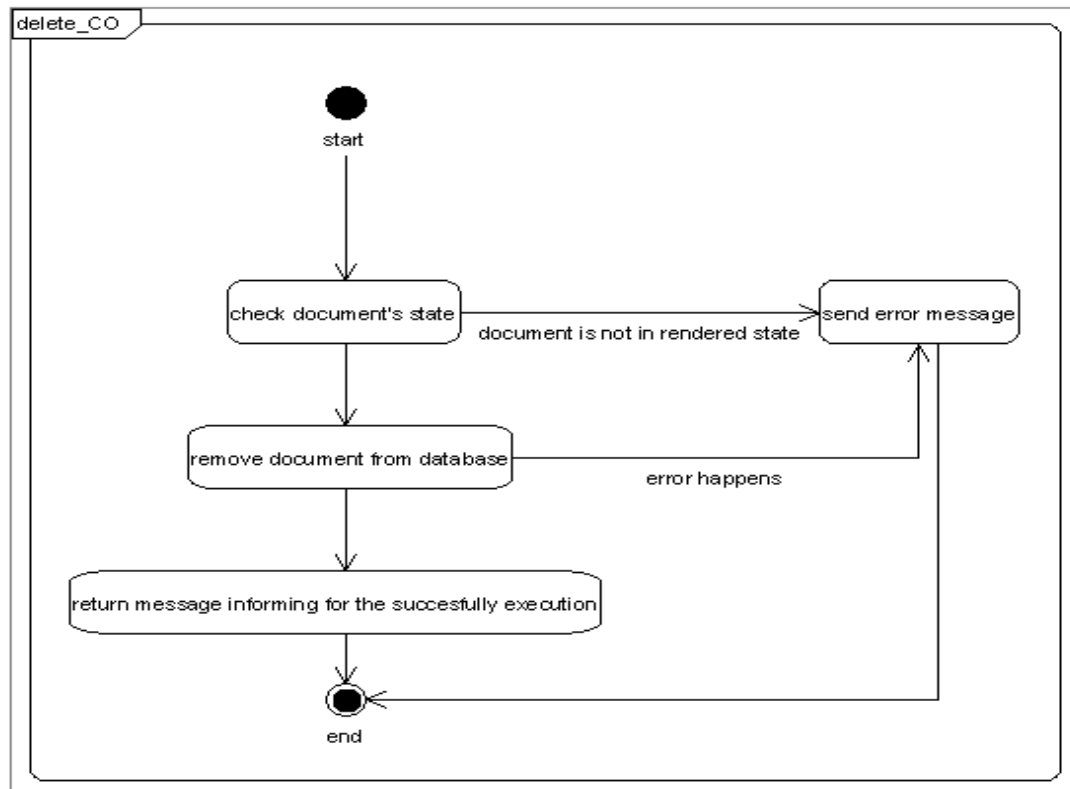 delete_CO
start
check document's state
document is not in rendered state
send error message
remove document from database
error happens
return message informing for the succesfully execution
end